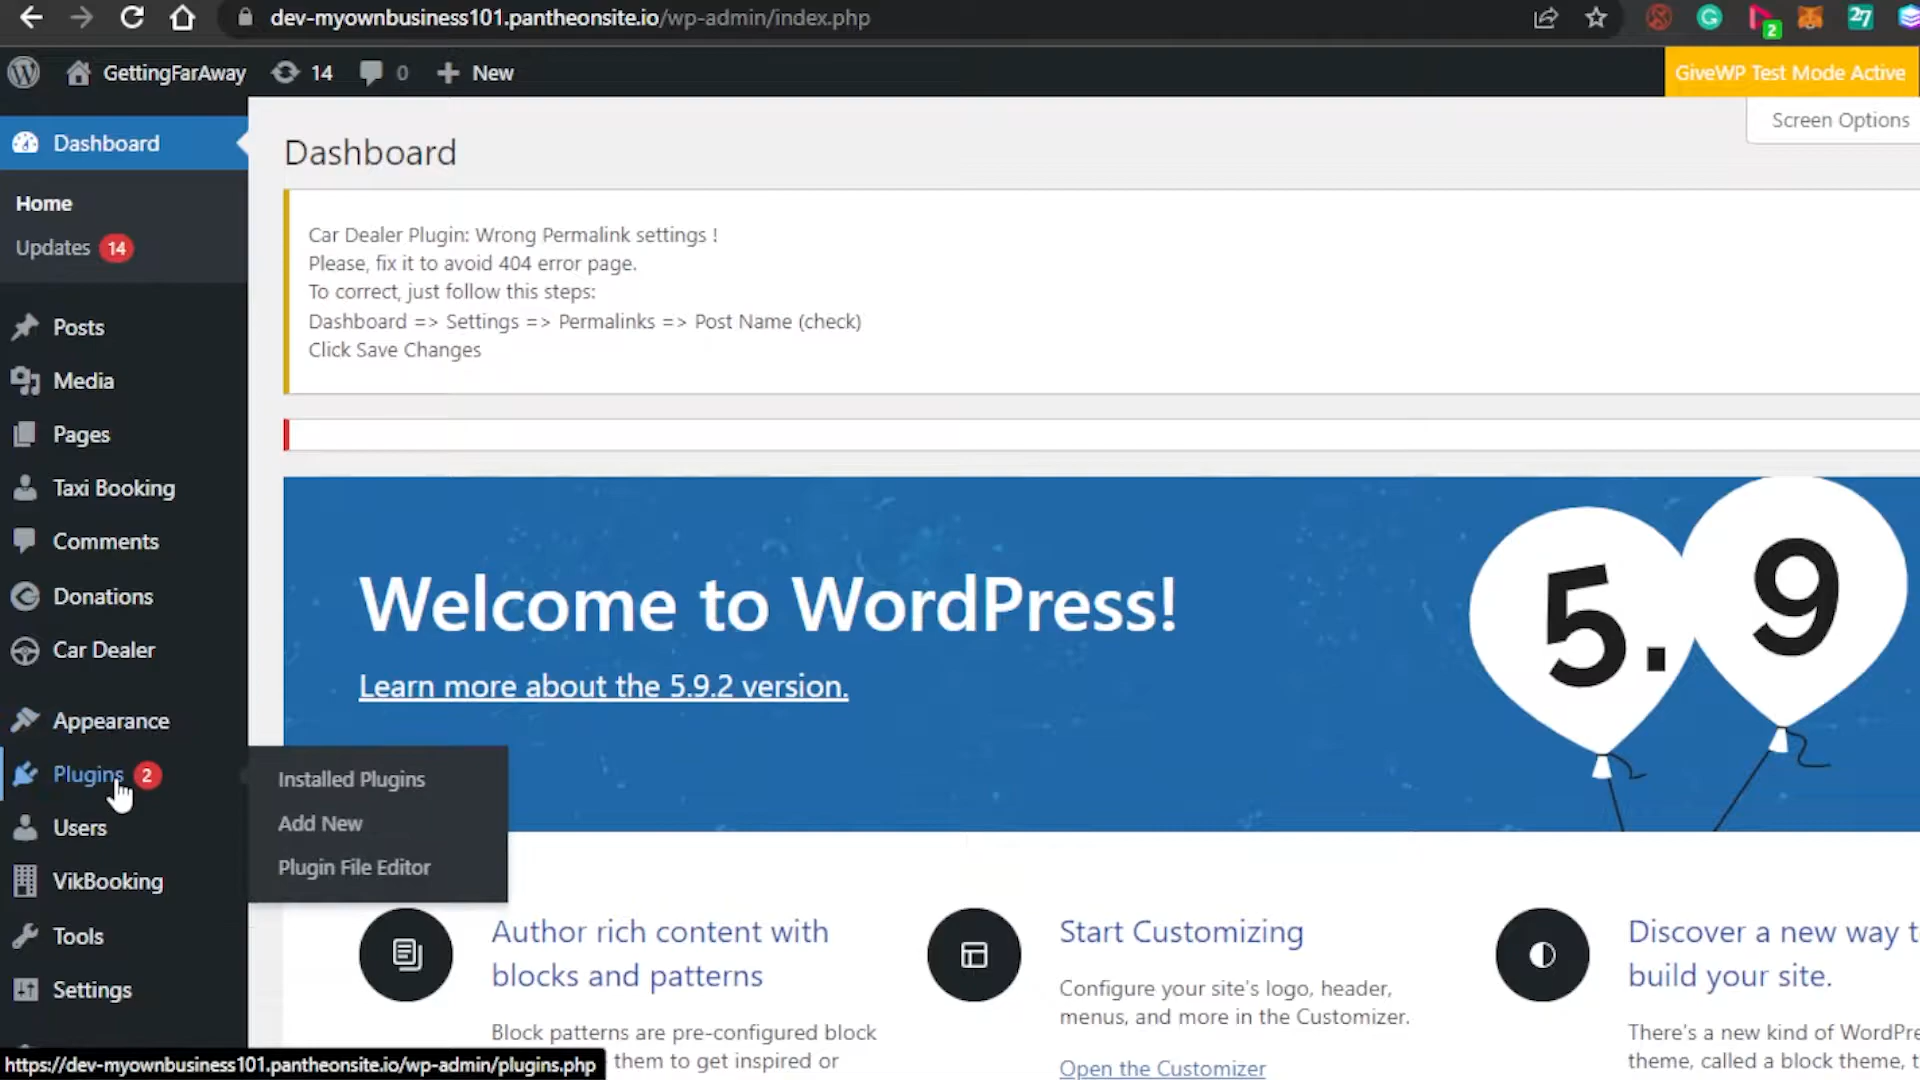 dev-myownbusiness101.pantheonsite.io/wp-admin/index.php
27
2
GettingFarAway
14
0
New
GiveWP Test Mode Active
Screen Options
Dashboard
Home
Updates 14
Posts
Media
Pages
Taxi Booking
Comments
Donations
Car Dealer
Appearance
Plugins 2
Users
VikBooking
Tools
Settings
Installed Plugins
Add New
Plugin File Editor
Dashboard
Car Dealer Plugin: Wrong Permalink settings !
Please, fix it to avoid 404 error page.
To correct, just follow this steps:
Dashboard => Settings => Permalinks => Post Name (check)
Click Save Changes
Welcome to WordPress!
Learn more about the 5.9.2 version.
5.9
Author rich content with
blocks and patterns
Block patterns are pre-configured block
them to get inspired or
Start Customizing
Configure your site's logo, header,
menus, and more in the Customizer.
Open the Customizer
Discover a new way t
build your site.
There's a new kind of WordPre
theme, called a block theme, t
https://dev-myownbusiness101.pantheonsite.io/wp-admin/plugins.php